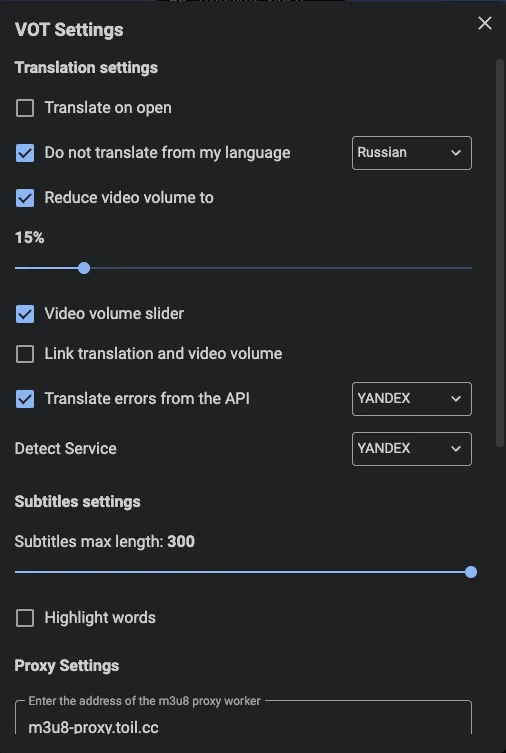 VOT Settings
Translation settings
Translate on open
Do not translate from my language
Russian
Reduce video volume to
15%
Video volume slider
Link translation and video volume
Translate errors from the API
YANDEX
Detect Service
YANDEX
Subtitles settings
Subtitles max length: 300
Highlight words
Proxy Settings
Enter the address of the m3u8 proxy worker
m3u8-proxy.toil.cc